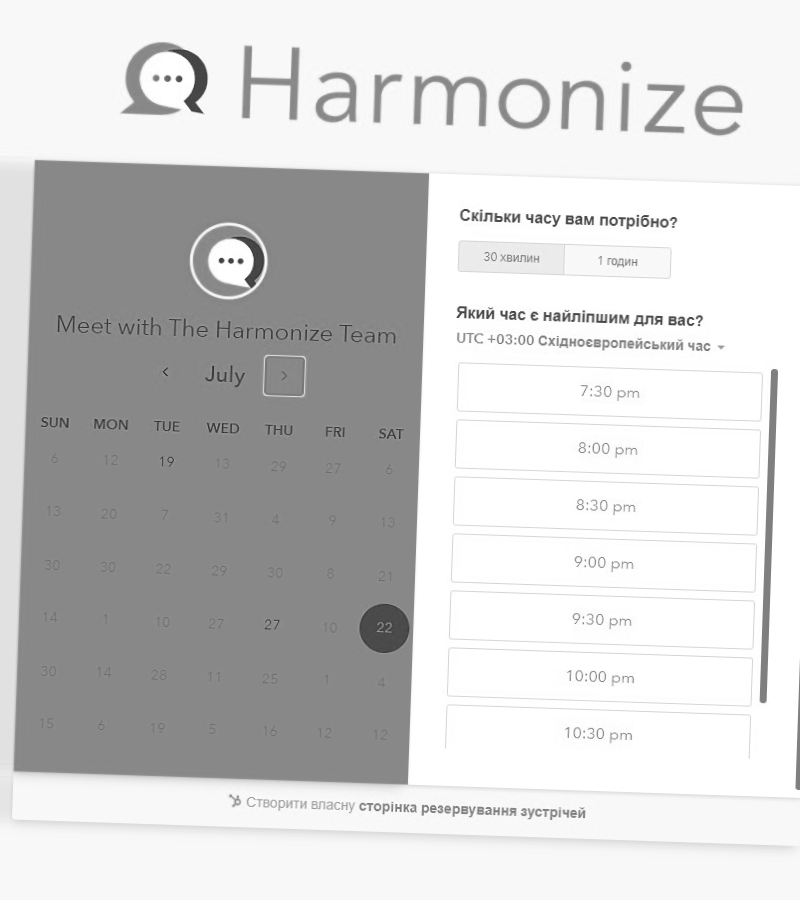 Harmonize
Meet with The Harmonize Team
July
SUN MON TUE WED THU FRI SAT
6 12 19 13 29 27 6
13 20 7 31 4 9 13
30 30 22 29 30 8 21
14 1 10 27 27 10 22
30 14 28 11 25 1 4
15 6 19 5 16 12 12
Скільки часу вам потрібно?
30 хвилин 1 годин
Який час є найліпшим для вас?
UTC +03:00 Східноєвропейський час
7:30 pm
8:00 pm
8:30 pm
9:00 pm
9:30 pm
10:00 pm
10:30 pm
Створити власну сторінка резервування зустрічей